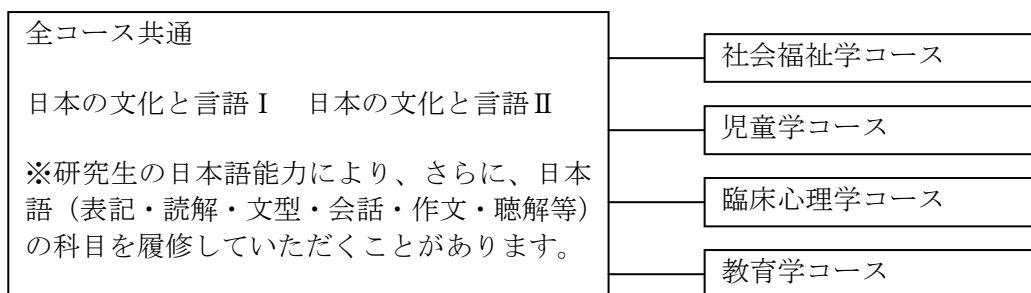 全コース共通
日本の文化と言語Ⅰ　日本の文化と言語Ⅱ
※研究生の日本語能力により、さらに、日本
語（表記・読解・文型・会話・作文・聴解等）
の科目を履修していただくことがあります。
社会福祉学コース
児童学コース
臨床心理学コース
教育学コース